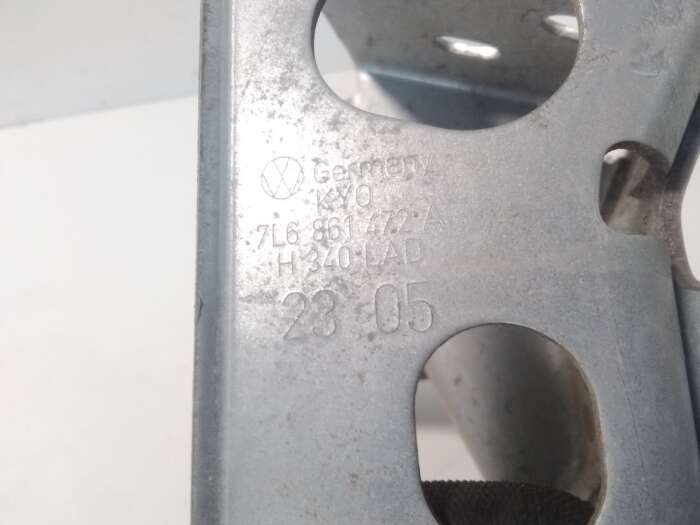 Germany
KYO
7L6 861 472 A
H 340 LAD
23 05